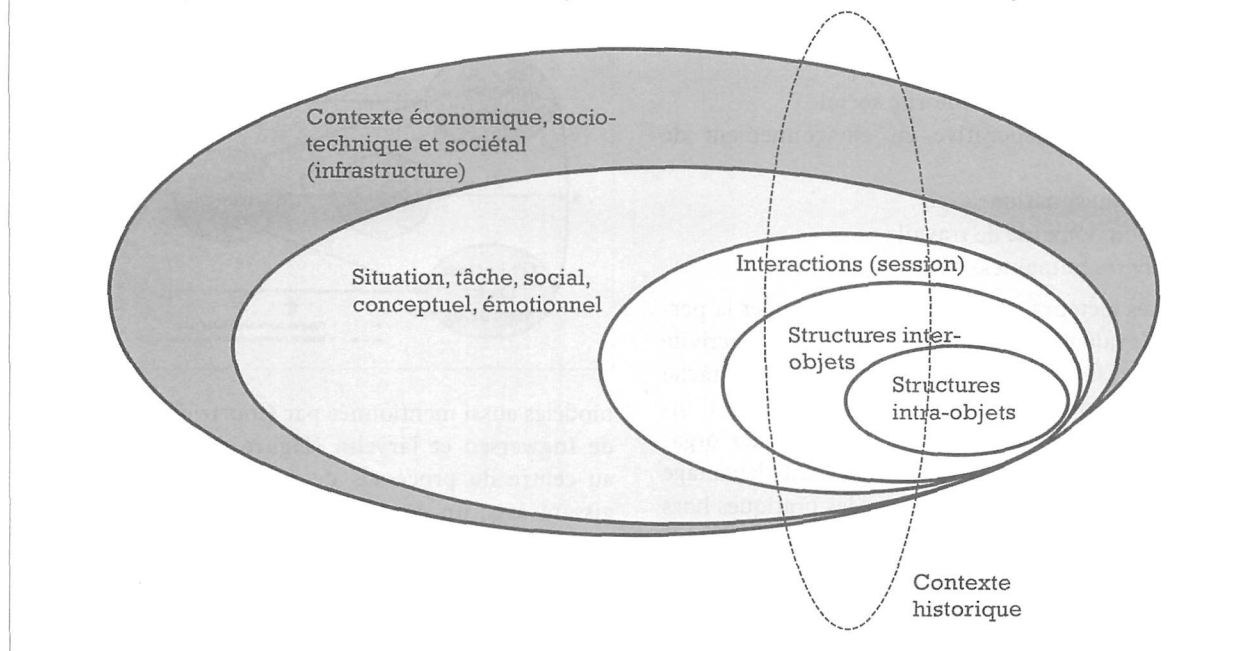 Contexte économique, socio-
technique et sociétal
(infrastructure)
Situation, tâche, social,
conceptuel, émotionnel
Interactions (session)
Structures inter-
objets
Structures
intra-objets
Contexte
historique